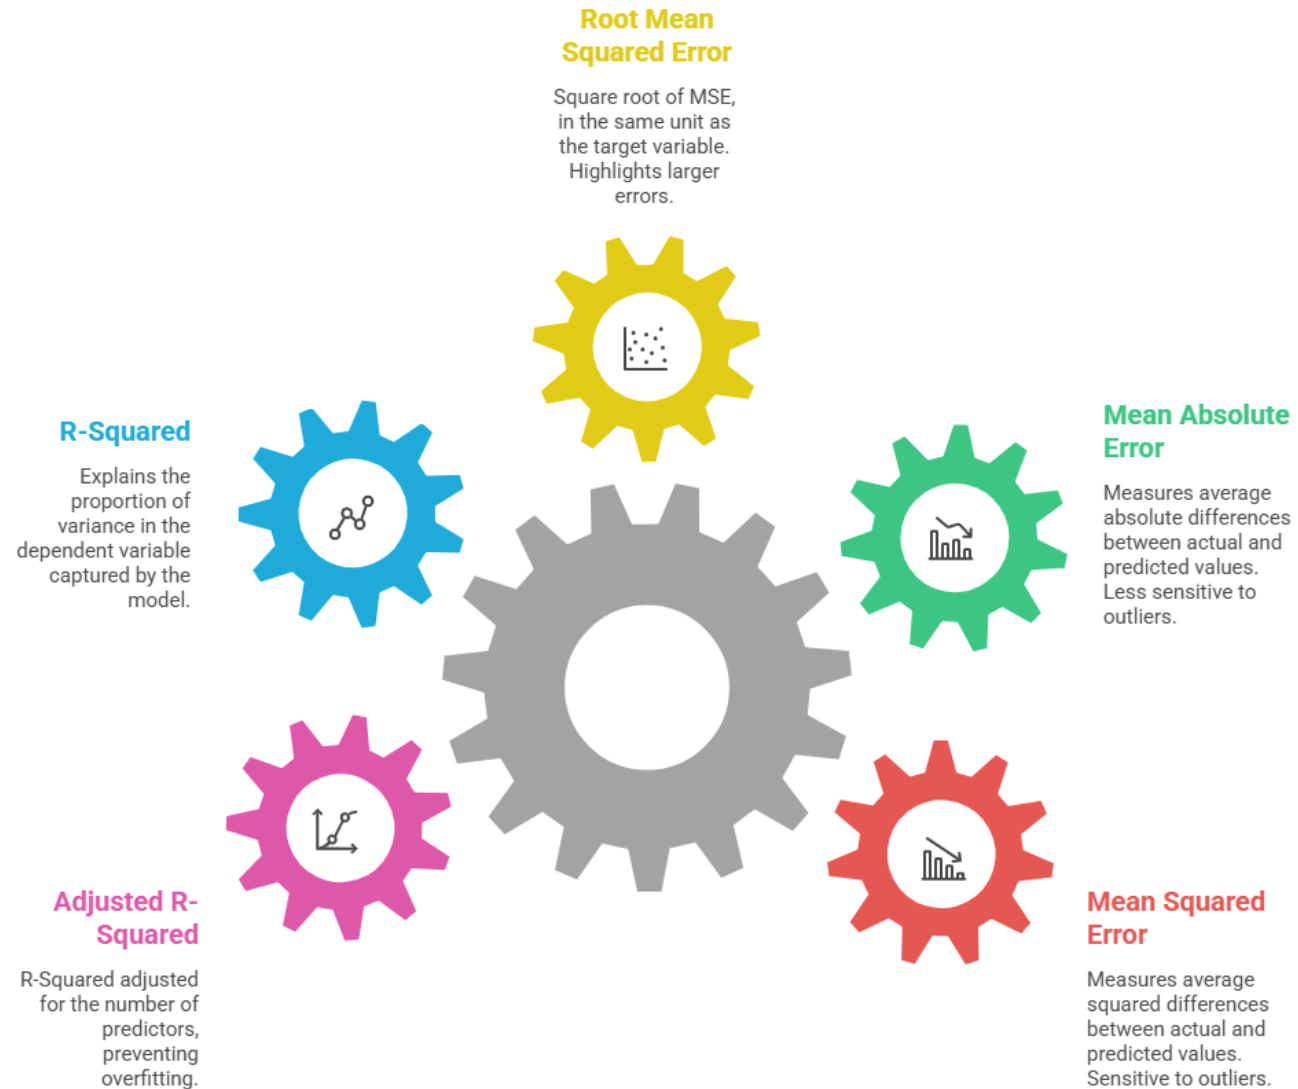 Root Mean
Squared Error
Square root of MSE,
in the same unit as
the target variable.
Highlights larger
errors.
R-Squared
Explains the
proportion of
variance in the
dependent variable
captured by the
model.
Mean Absolute
Error
Measures average
absolute differences
between actual and
predicted values.
Less sensitive to
outliers.
Adjusted R-
Squared
R-Squared adjusted
for the number of
predictors,
preventing
overfitting.
Mean Squared
Error
Measures average
squared differences
between actual and
predicted values.
Sensitive to outliers.